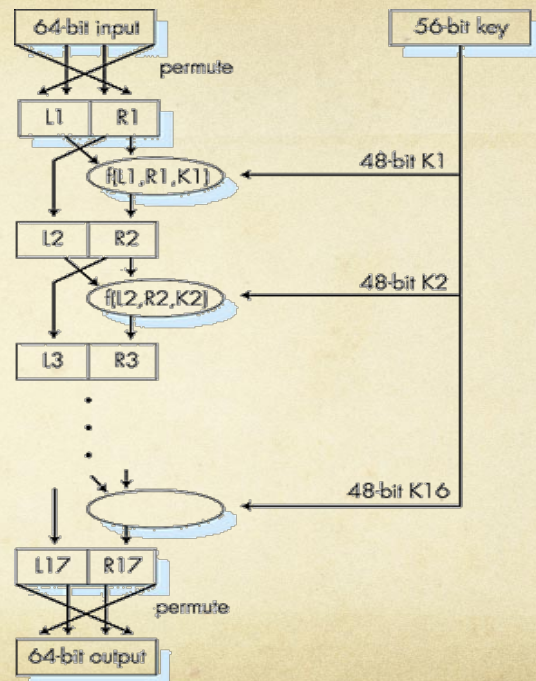 64-bit input
56-bit key
permute
L1 R1
48-bit K1
f(L1,R1,K1)
L2 R2
48-bit K2
f(L2,R2,K2)
L3 R3
48-bit K16
L17 R17
permute
64-bit output